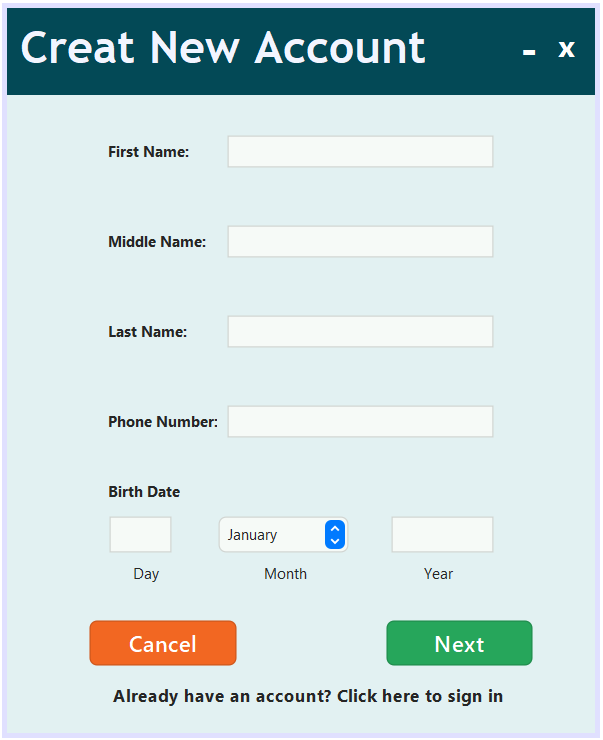 Creat New Account - x
First Name:
Middle Name:
Last Name:
Phone Number:
Birth Date
January
Day Month Year
Cancel Next
Already have an account? Click here to sign in